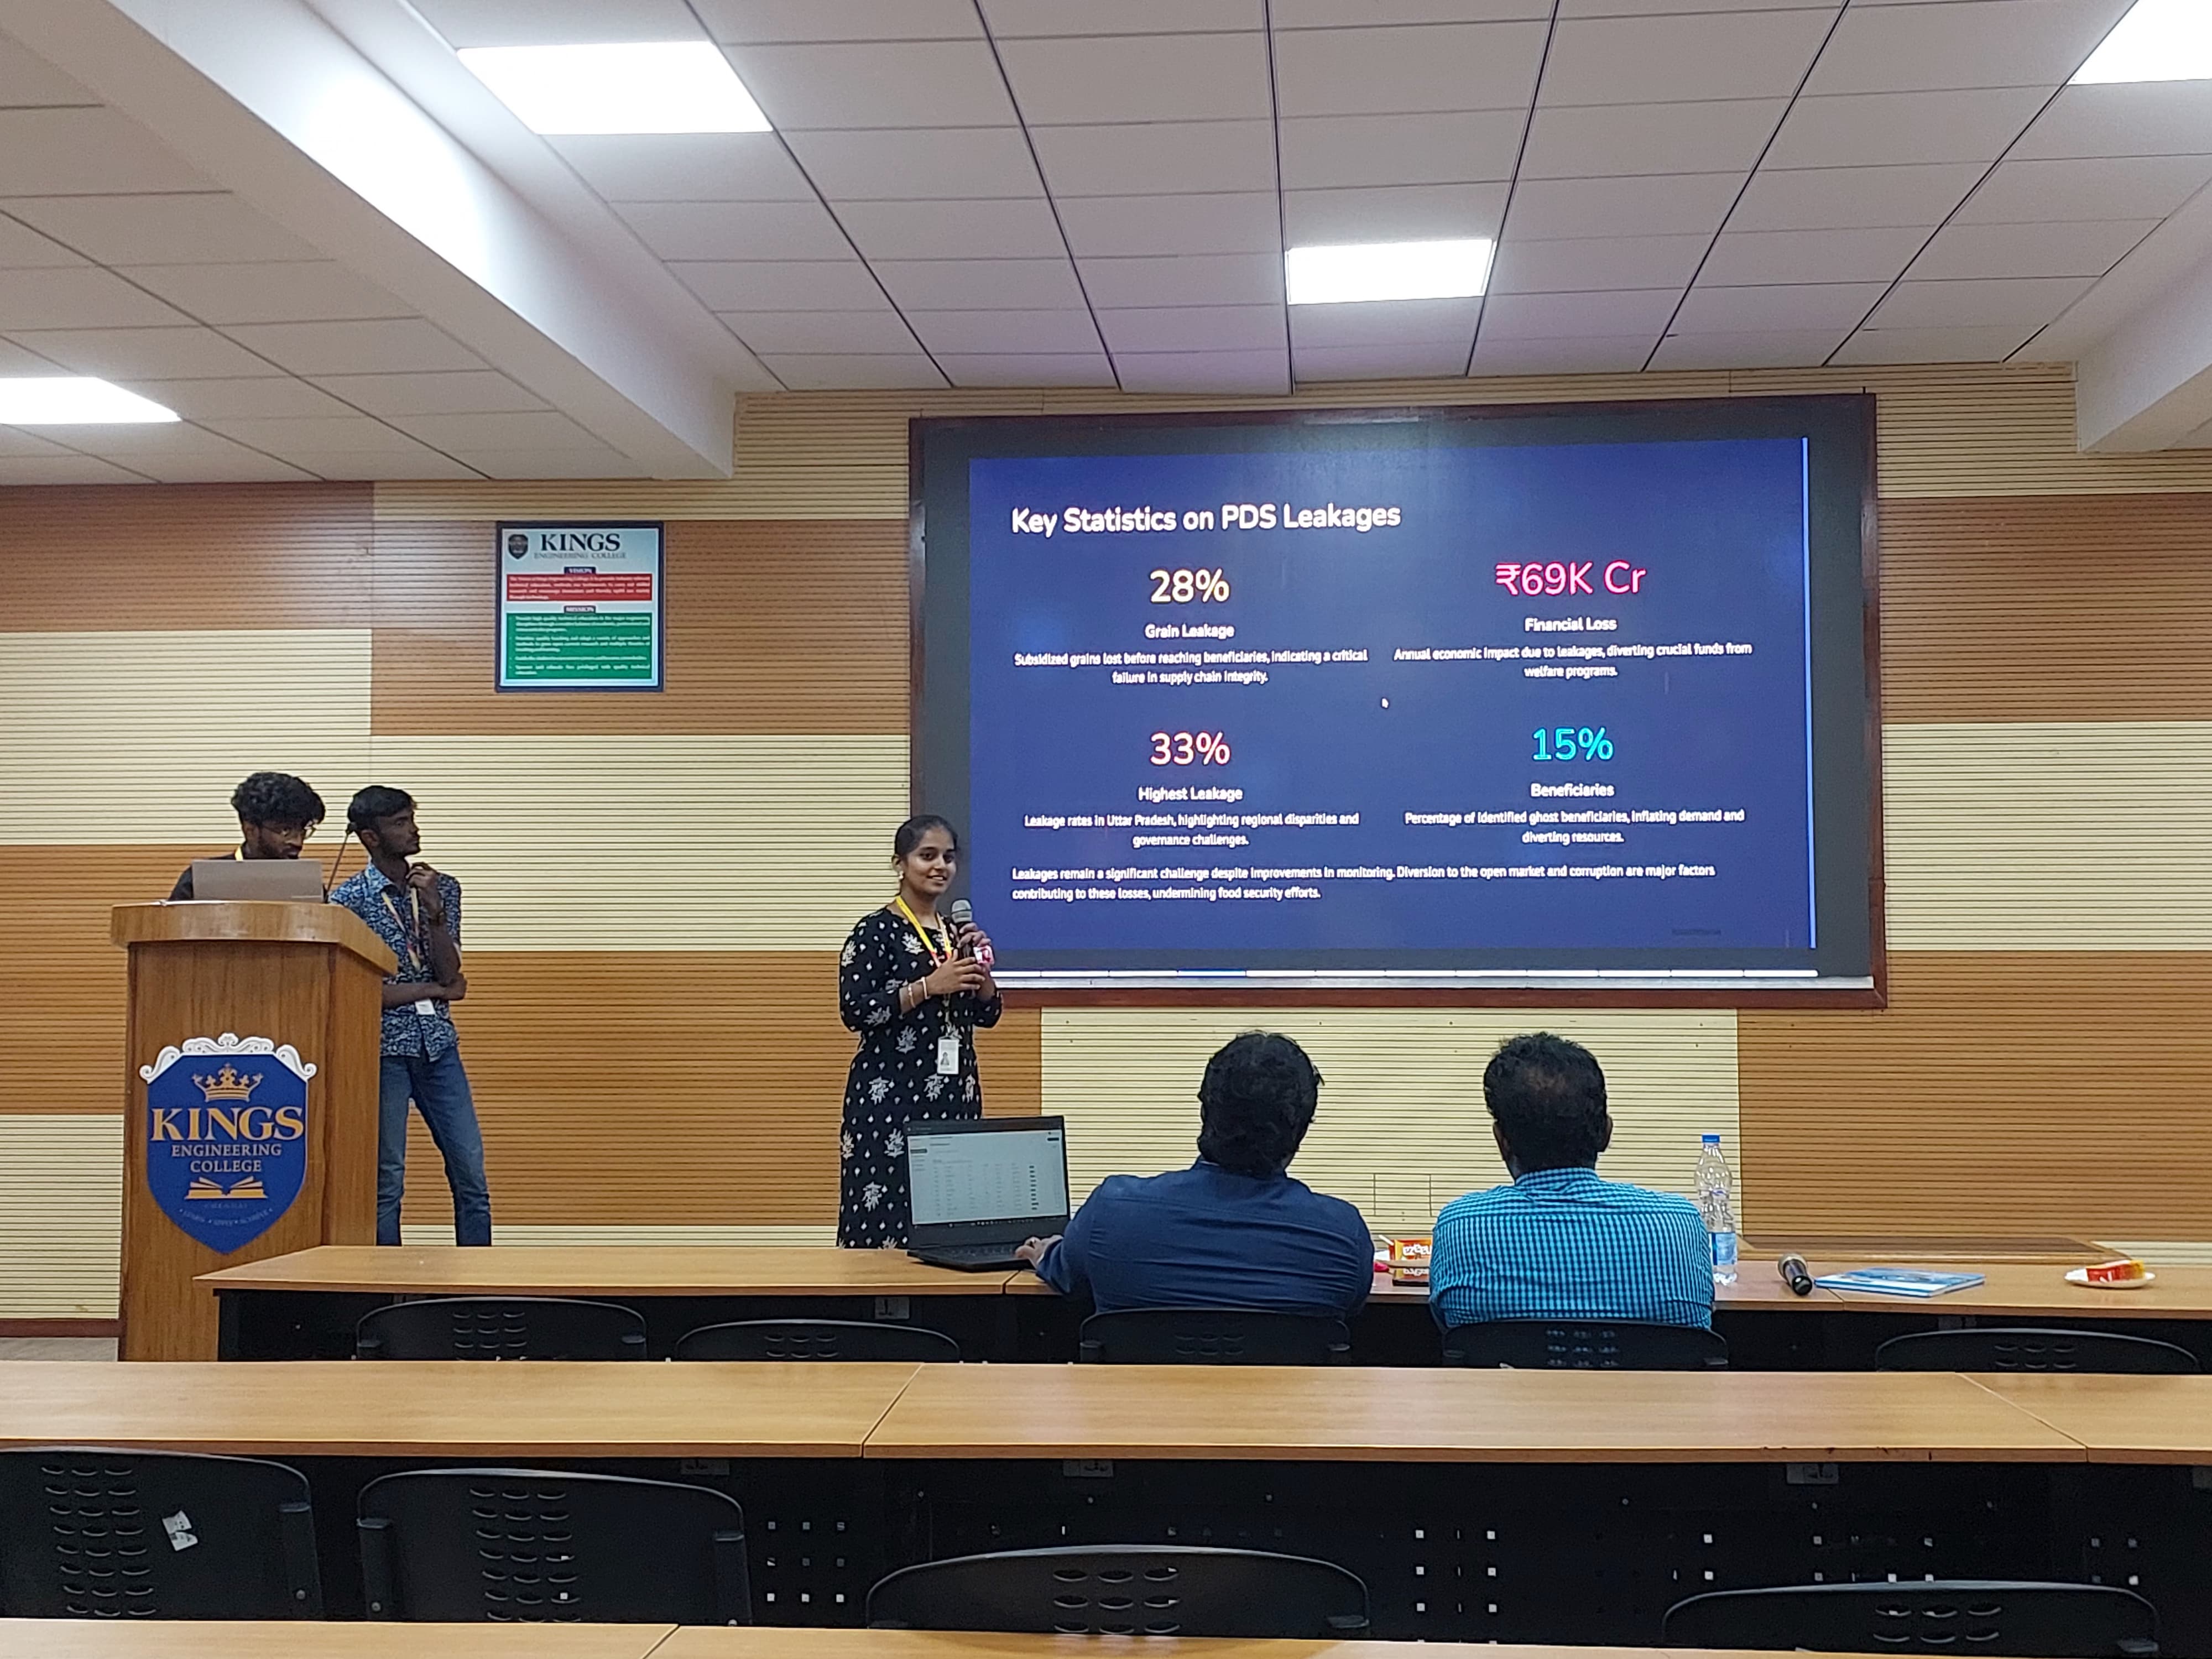 Key Statistics on PDS Leakages
28%
Grain Leakage
Subsidized grains lost before reaching beneficiaries, indicating a critical
failure in supply chain integrity.
₹69K Cr
Financial Loss
Annual economic impact due to leakages, diverting crucial funds from
welfare programs.
33%
Highest Leakage
Leakage rates in Uttar Pradesh, highlighting regional disparities and
governance challenges.
15%
Beneficiaries
Percentage of identified ghost beneficiaries, inflating demand and
diverting resources.
Leakages remain a significant challenge despite improvements in monitoring. Diversion to the open market and corruption are major factors
contributing to these losses, undermining food security efforts.
KINGS
ENGINEERING COLLEGE
VISION
MISSION
KINGS
ENGINEERING
COLLEGE